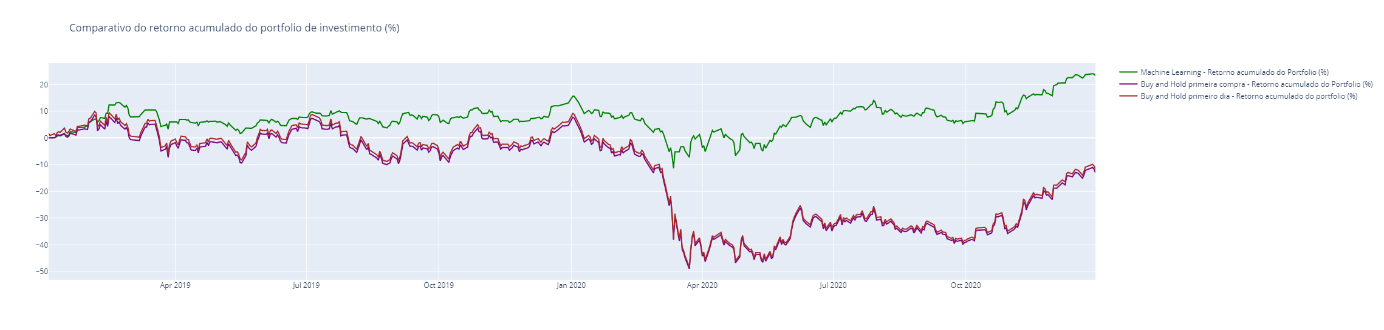 Comparativo do retorno acumulado do portfolio de investimento (%)
Machine Learning - Retorno acumulado do Portfolio (%)
Buy and Hold primeira compra - Retorno acumulado do Portfolio (%)
Buy and Hold primeiro dia - Retorno acumulado do portfolio (%)
20
10
0
−10
−20
−30
−40
−50
Apr 2019
Jul 2019
Oct 2019
Jan 2020
Apr 2020
Jul 2020
Oct 2020